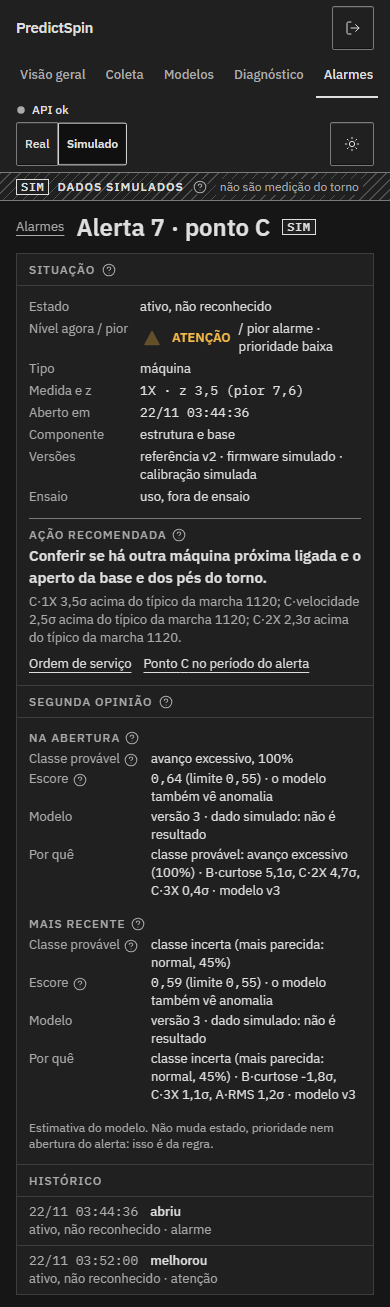 PredictSpin
Visão geral Coleta Modelos Diagnóstico Alarmes
API ok
Real Simulado
SIM DADOS SIMULADOS não são medição do torno
Alarmes Alerta 7 · ponto C SIM
SITUAÇÃO
Estado ativo, não reconhecido
Nível agora / pior ATENÇÃO / pior alarme ·
prioridade baixa
Tipo máquina
Medida e z 1X · z 3,5 (pior 7,6)
Aberto em 22/11 03:44:36
Componente estrutura e base
Versões referência v2 · firmware simulado ·
calibração simulada
Ensaio uso, fora de ensaio
AÇÃO RECOMENDADA
Conferir se há outra máquina próxima ligada e o
aperto da base e dos pés do torno.
C·1X 3,5σ acima do típico da marcha 1120; C·velocidade
2,5σ acima do típico da marcha 1120; C·2X 2,3σ acima
do típico da marcha 1120.
Ordem de serviço Ponto C no período do alerta
SEGUNDA OPINIÃO
NA ABERTURA
Classe provável avanço excessivo, 100%
Escore 0,64 (limite 0,55) · o modelo
também vê anomalia
Modelo versão 3 · dado simulado: não é
resultado
Por quê classe provável: avanço excessivo
(100%) · B·curtose 5,1σ, C·2X 4,7σ,
C·3X 0,4σ · modelo v3
MAIS RECENTE
Classe provável classe incerta (mais parecida:
normal, 45%)
Escore 0,59 (limite 0,55) · o modelo
também vê anomalia
Modelo versão 3 · dado simulado: não é
resultado
Por quê classe incerta (mais parecida:
normal, 45%) · B·curtose -1,8σ,
C·3X 1,1σ, A·RMS 1,2σ · modelo v3
Estimativa do modelo. Não muda estado, prioridade nem
abertura do alerta: isso é da regra.
HISTÓRICO
22/11 03:44:36 abriu
ativo, não reconhecido · alarme
22/11 03:52:00 melhorou
ativo, não reconhecido · atenção